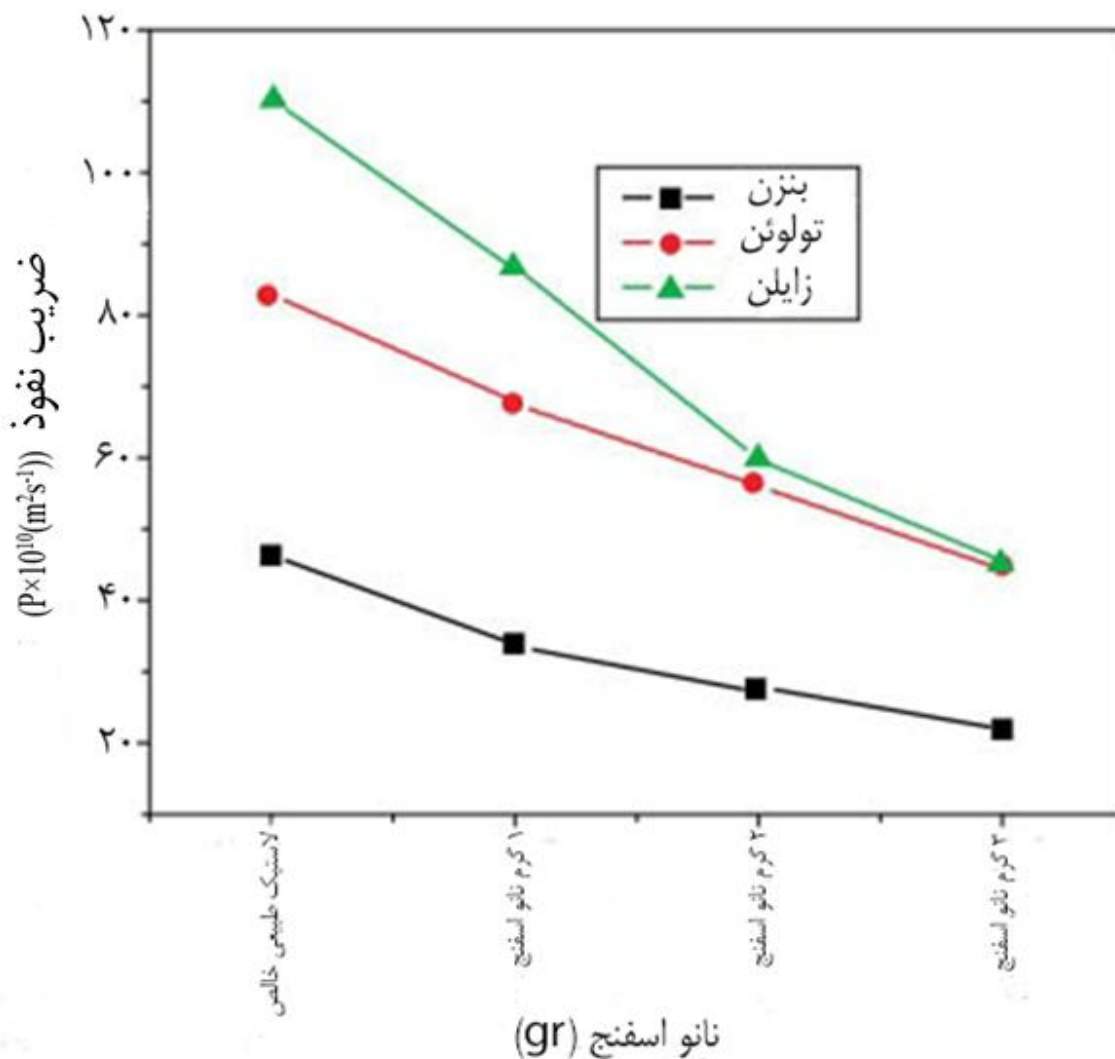 ۱۲۰
۱۰۰
۸۰
۶۰
۴۰
۲۰
ضریب نفوذ
(P×10¹⁰(m²s⁻¹))
بنزن
تولوئن
زایلن
لاستیک طبیعی خالص
۱ گرم نانو اسفنج
۲ گرم نانو اسفنج
۳ گرم نانو اسفنج
نانو اسفنج (gr)